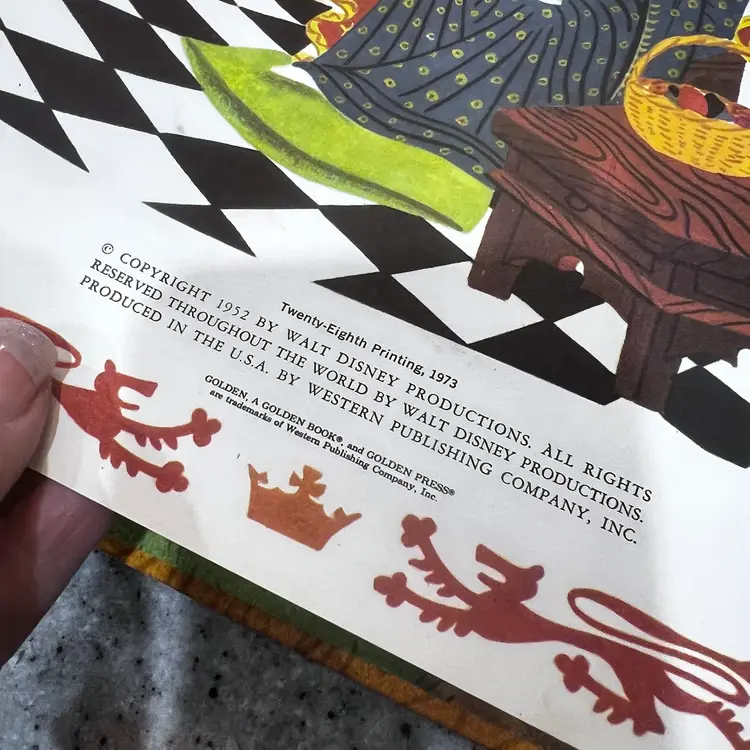 Twenty-Eighth Printing, 1973
© COPYRIGHT 1952 BY WALT DISNEY PRODUCTIONS. ALL RIGHTS
RESERVED THROUGHOUT THE WORLD BY WALT DISNEY PRODUCTIONS.
PRODUCED IN THE U.S.A. BY WESTERN PUBLISHING COMPANY, INC.
GOLDEN, A GOLDEN BOOK®, and GOLDEN PRESS®
are trademarks of Western Publishing Company, Inc.